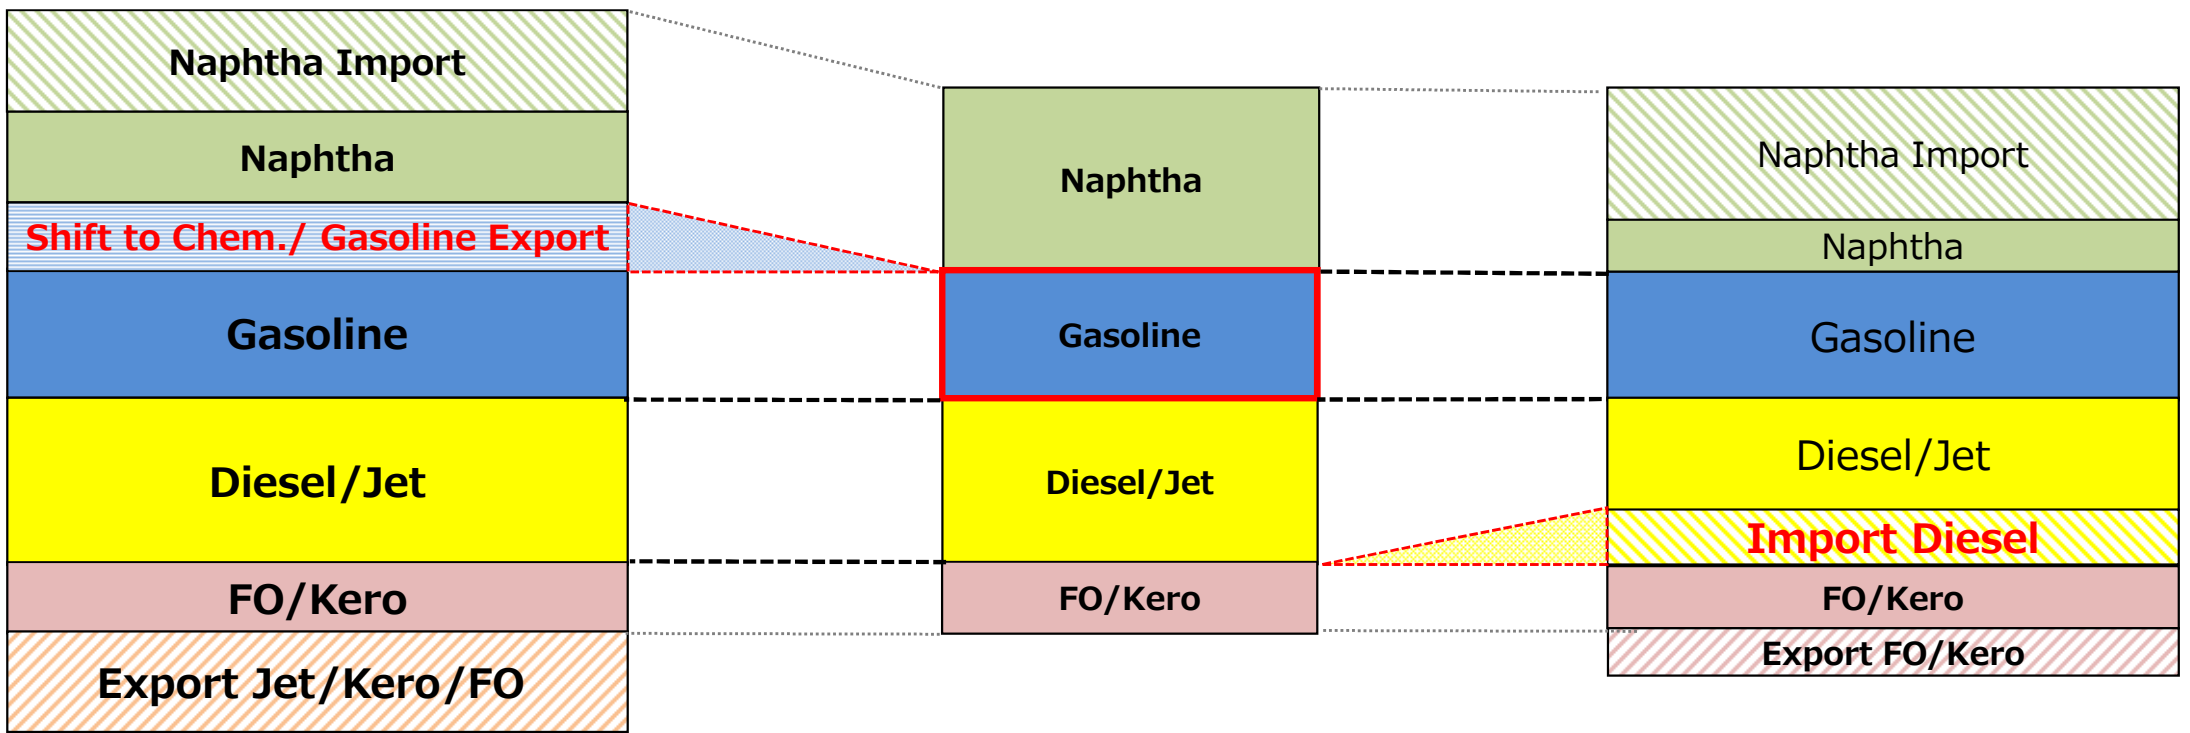 Naphtha Import
Naphtha
Shift to Chem./ Gasoline Export
Gasoline
Diesel/Jet
FO/Kero
Export Jet/Kero/FO
Naphtha
Gasoline
Diesel/Jet
FO/Kero
Naphtha Import
Naphtha
Gasoline
Diesel/Jet
Import Diesel
FO/Kero
Export FO/Kero